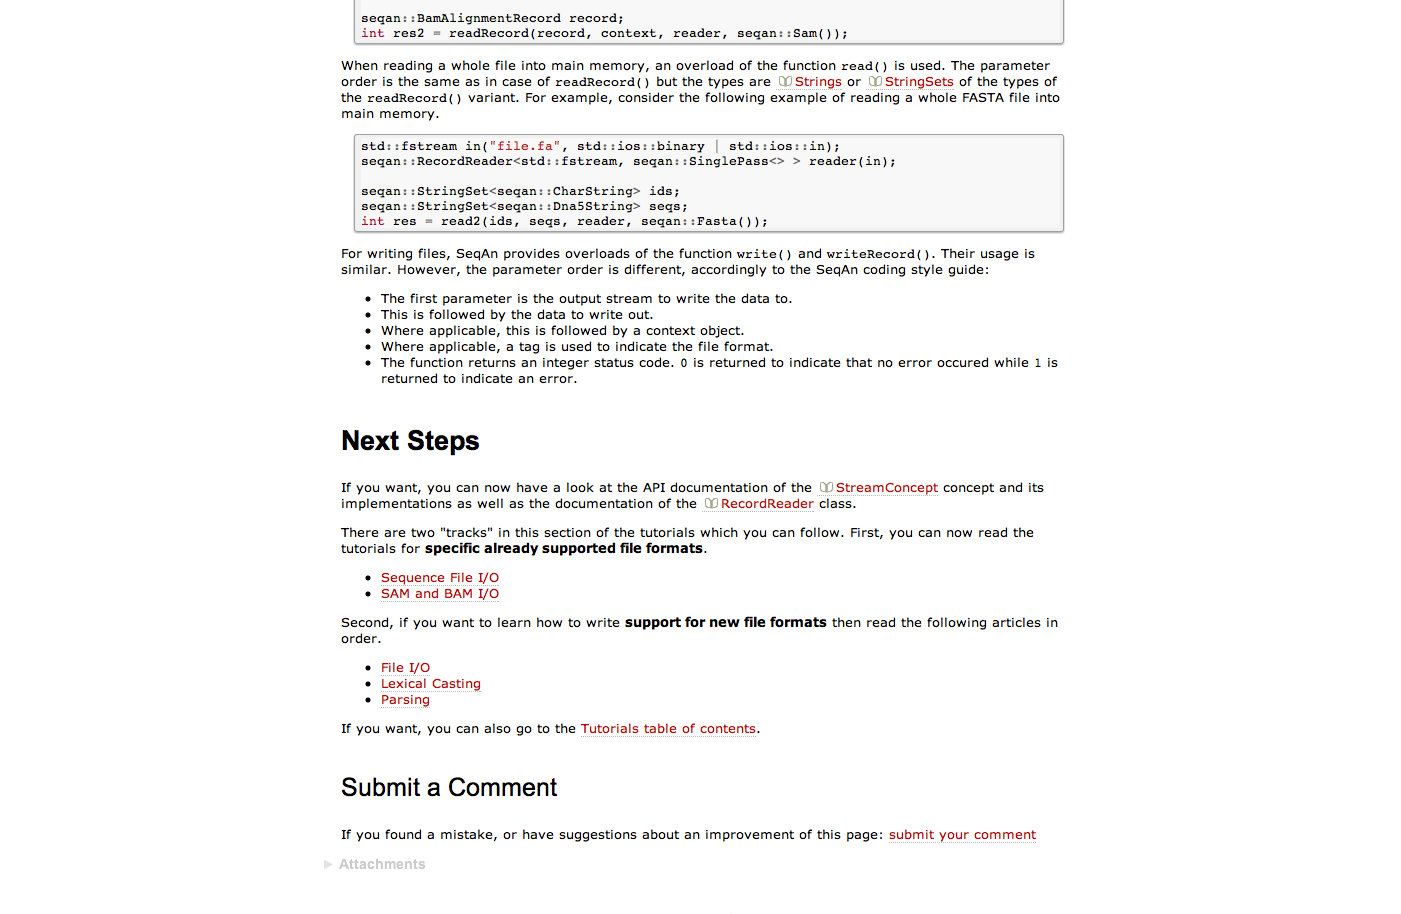 seqan::BamAlignmentRecord record;
int res2 = readRecord(record, context, reader, seqan::Sam());
When reading a whole file into main memory, an overload of the function read() is used. The parameter
order is the same as in case of readRecord() but the types are Strings or StringSets of the types of
the readRecord() variant. For example, consider the following example of reading a whole FASTA file into
main memory.
std::fstream in("file.fa", std::ios::binary | std::ios::in);
seqan::RecordReader<std::fstream, seqan::SinglePass<> > reader(in);
seqan::StringSet<seqan::CharString> ids;
seqan::StringSet<seqan::Dna5String> seqs;
int res = read2(ids, seqs, reader, seqan::Fasta());
For writing files, SeqAn provides overloads of the function write() and writeRecord(). Their usage is
similar. However, the parameter order is different, accordingly to the SeqAn coding style guide:
• The first parameter is the output stream to write the data to.
• This is followed by the data to write out.
• Where applicable, this is followed by a context object.
• Where applicable, a tag is used to indicate the file format.
• The function returns an integer status code. 0 is returned to indicate that no error occured while 1 is
returned to indicate an error.
Next Steps
If you want, you can now have a look at the API documentation of the StreamConcept concept and its
implementations as well as the documentation of the RecordReader class.
There are two "tracks" in this section of the tutorials which you can follow. First, you can now read the
tutorials for specific already supported file formats.
• Sequence File I/O
• SAM and BAM I/O
Second, if you want to learn how to write support for new file formats then read the following articles in
order.
• File I/O
• Lexical Casting
• Parsing
If you want, you can also go to the Tutorials table of contents.
Submit a Comment
If you found a mistake, or have suggestions about an improvement of this page: submit your comment
Attachments